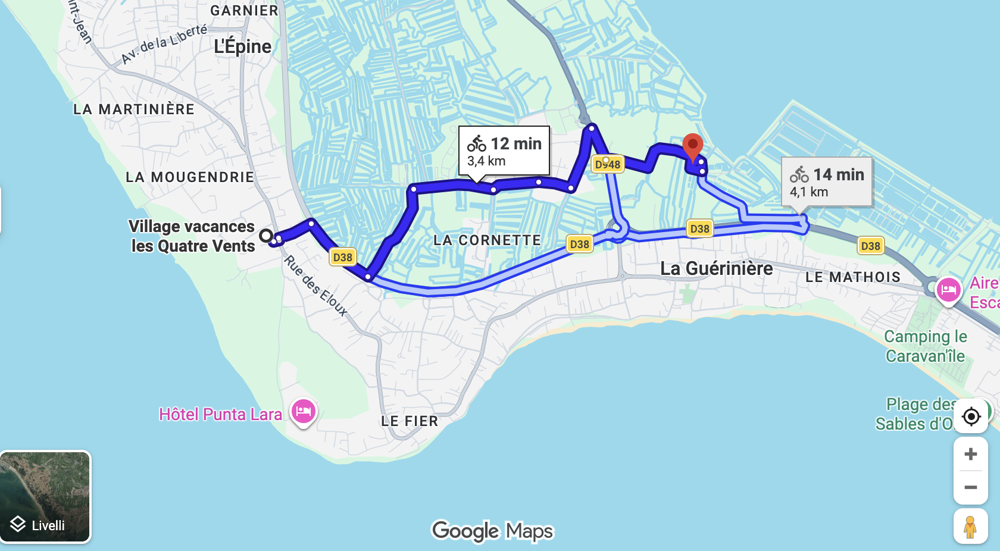 GARNIER
nt-Jean
Av. de la Liberté
L'Épine
LA MARTINIÈRE
LA MOUGENDRIE
12 min
3,4 km
D948
14 min
4,1 km
Village vacances
les Quatre Vents
D38
Rue des Eloux
LA CORNETTE
D38
D38
D38
La Guérinière
LE MATHOIS
Aire
Esca
Camping le
Caravan'île
Plage des
Sables d'O
Hôtel Punta Lara
LE FIER
Livelli
Google Maps